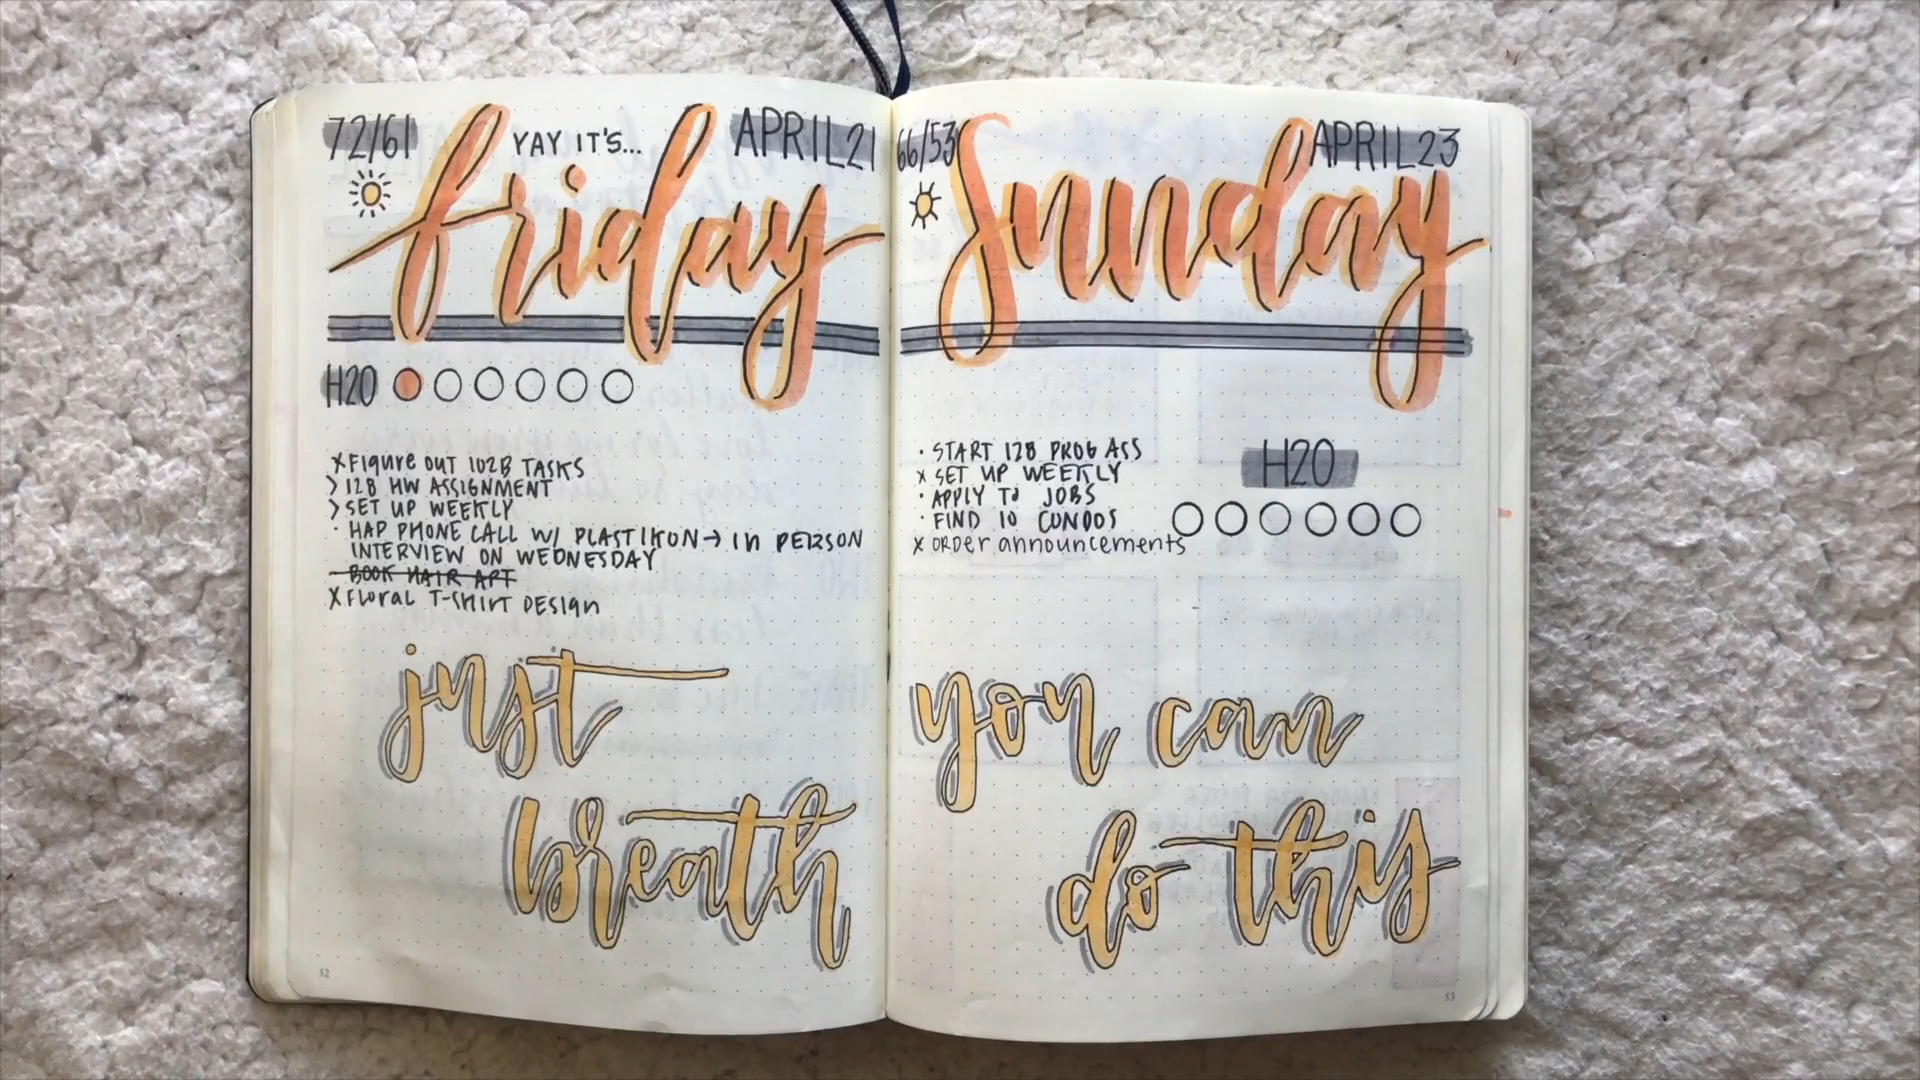 72/61
YAY IT'S...
APRIL 21
friday
H20
x Figure out 102B TASKS
> 12B HW ASSIGNMENT
> SET UP WEEKLY
· HAD PHONE CALL W/ PLASTIKON → in PERSON
INTERVIEW ON WEDNESDAY
- BOOK HAIR APT
x Floral T-SHIRT DESIGN
just
breath
52
66/53
APRIL 23
Sunday
· START 12B PROG ASS
x SET UP WEEKLY
· APPLY TO JOBS
· FIND 10 CONDOS
x ORDER announcements
H20
you can
do this
53